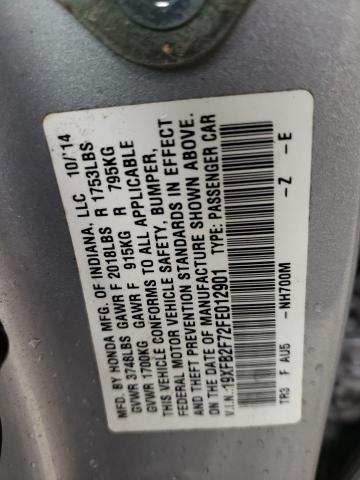 MFD. BY HONDA MFG. OF INDIANA, LLC 10/'14
GVWR 3748LBS GAWR F 2018LBS R 1753LBS
GVWR 1700KG GAWR F 915KG R 795KG
THIS VEHICLE CONFORMS TO ALL APPLICABLE
FEDERAL MOTOR VEHICLE SAFETY, BUMPER,
AND THEFT PREVENTION STANDARDS IN EFFECT
ON THE DATE OF MANUFACTURE SHOWN ABOVE.
V.I.N.:19XFB2F72FE012901 TYPE: PASSENGER CAR
TR3 F AU5 -NH700M -Z -E